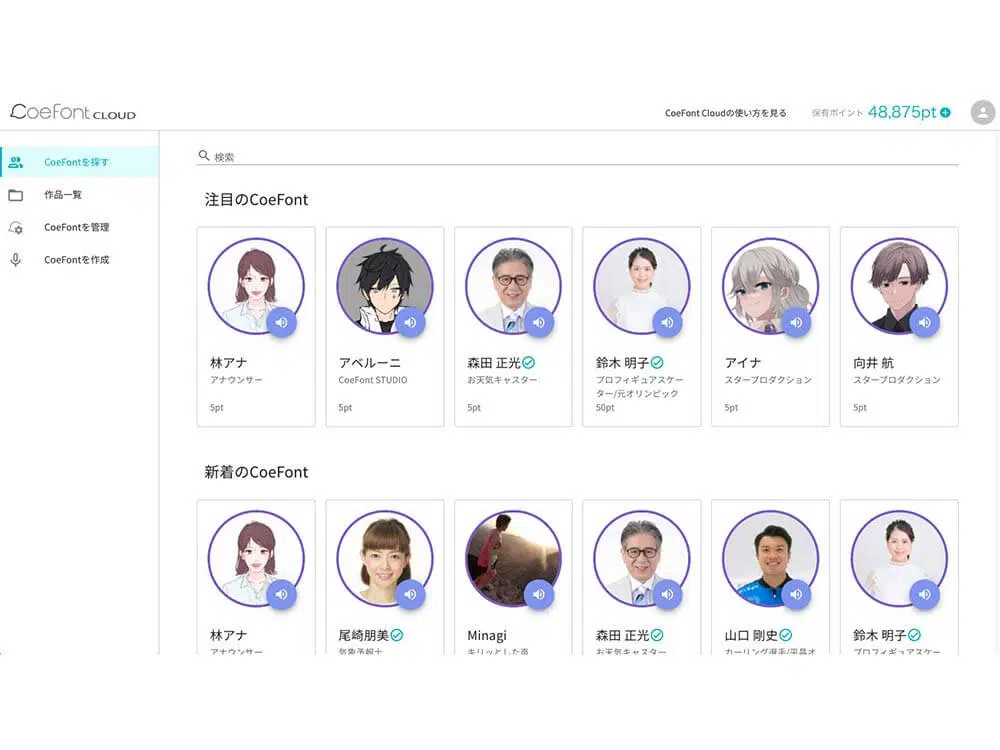 CoeFont CLOUD
CoeFont Cloudの使い方を見る
保有ポイント 48,875pt
CoeFontを探す
作品一覧
CoeFontを管理
CoeFontを作成
検索
注目のCoeFont
林アナ
アナウンサー
5pt
アベルーニ
CoeFont STUDIO
5pt
森田 正光
お天気キャスター
5pt
鈴木 明子
プロフィギュアスケー
ター/元オリンピック
50pt
アイナ
スタープロダクション
5pt
向井 航
スタープロダクション
5pt
新着のCoeFont
林アナ
アナウンサー
尾崎朋美
気象予報士
Minagi
キリッとした声
森田 正光
お天気キャスター
山口 剛史
カーリング選手/平昌オ
鈴木 明子
プロフィギュアスケー